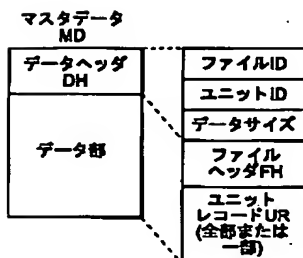 マスタデータ
MD
データヘッダ
DH
データ部
ファイルID
ユニットID
データサイズ
ファイル
ヘッダFH
ユニット
レコードUR
(全部または
一部)